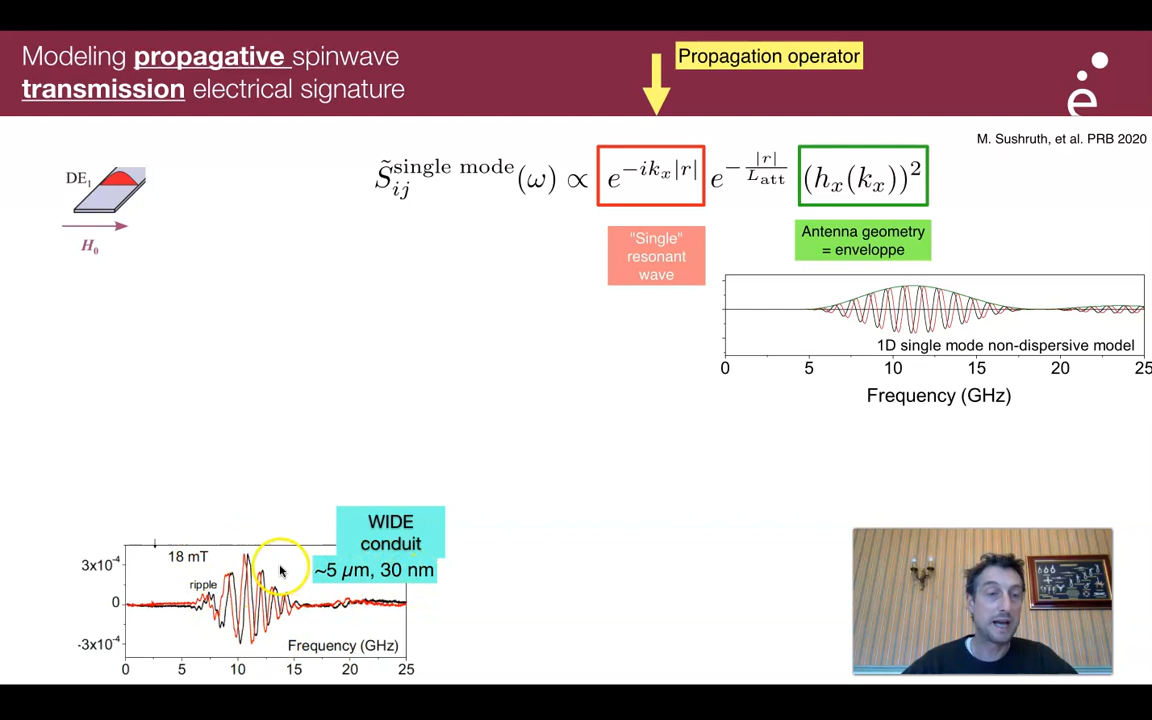 Modeling propagative spinwave
transmission electrical signature
Propagation operator
e
M. Sushruth, et al. PRB 2020
DE₁
H₀
S̃ᵢⱼ^single mode(ω) ∝ e^{-ikₓ|r|} e^{-|r|/L_att} (hₓ(kₓ))²
"Single"
resonant
wave
Antenna geometry
= enveloppe
1D single mode non-dispersive model
0 5 10 15 20 25
Frequency (GHz)
WIDE
conduit
~5 µm, 30 nm
18 mT
ripple
3x10⁻⁴
0
-3x10⁻⁴
Frequency (GHz)
0 5 10 15 20 25